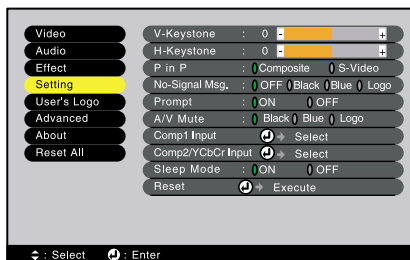 Video
Audio
Effect
Setting
User's Logo
Advanced
About
Reset All
V-Keystone : 0 - +
H-Keystone : 0 - +
P in P : Composite S-Video
No-Signal Msg. : OFF Black Blue Logo
Prompt : ON OFF
A/V Mute : Black Blue Logo
Comp1 Input Select
Comp2/YCbCr Input Select
Sleep Mode : ON OFF
Reset Execute
: Select : Enter